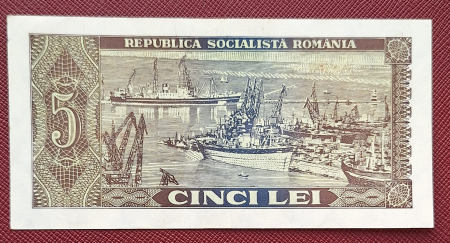 REPUBLICA SOCIALISTĂ ROMÂNIA
5
CINCI LEI